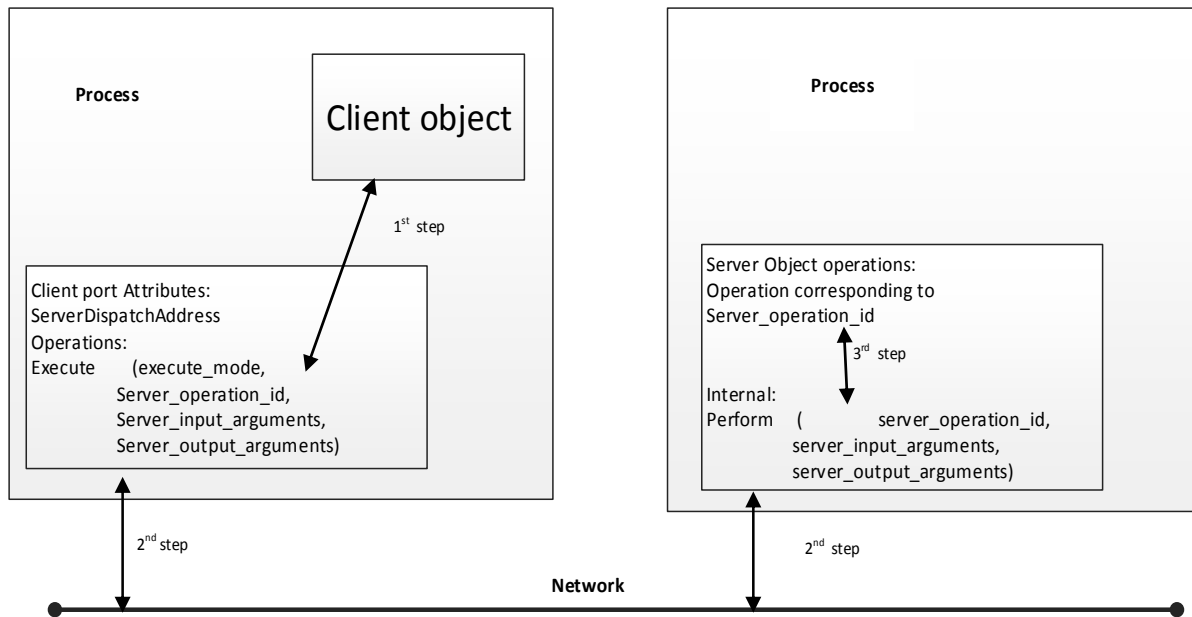 Process
Client object
1st step
Client port Attributes:
ServerDispatchAddress
Operations:
Execute (execute_mode,
Server_operation_id,
Server_input_arguments,
Server_output_arguments)
2nd step
Process
Server Object operations:
Operation corresponding to
Server_operation_id
3rd step
Internal:
Perform ( server_operation_id,
server_input_arguments,
server_output_arguments)
2nd step
Network